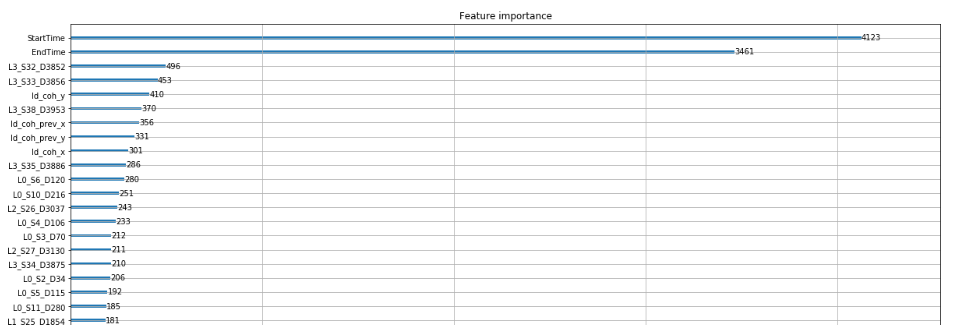 Feature importance
StartTime 4123
EndTime 3461
L3_S32_D3852 496
L3_S33_D3856 453
Id_coh_y 410
L3_S38_D3953 370
Id_coh_prev_x 356
Id_coh_prev_y 331
Id_coh_x 301
L3_S35_D3886 286
L0_S6_D120 280
L0_S10_D216 251
L2_S26_D3037 243
L0_S4_D106 233
L0_S3_D70 212
L2_S27_D3130 211
L3_S34_D3875 210
L0_S2_D34 206
L0_S5_D115 192
L0_S11_D280 185
L1_S25_D1854 181